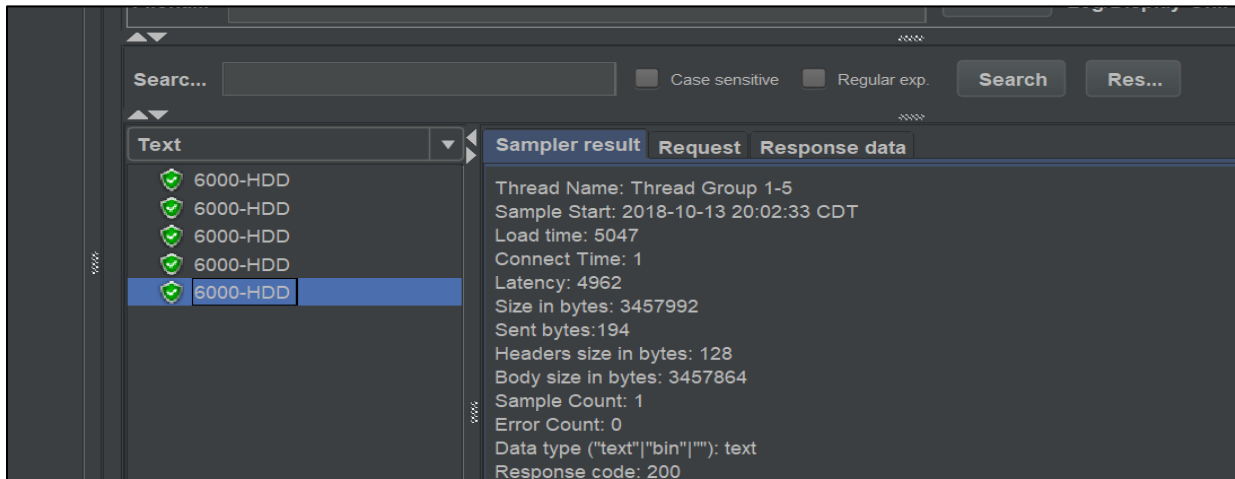 Searc...
Case sensitive
Regular exp.
Search
Res...
Text
Sampler result
Request
Response data
6000-HDD
6000-HDD
6000-HDD
6000-HDD
6000-HDD
Thread Name: Thread Group 1-5
Sample Start: 2018-10-13 20:02:33 CDT
Load time: 5047
Connect Time: 1
Latency: 4962
Size in bytes: 3457992
Sent bytes:194
Headers size in bytes: 128
Body size in bytes: 3457864
Sample Count: 1
Error Count: 0
Data type ("text"|"bin"|""): text
Response code: 200